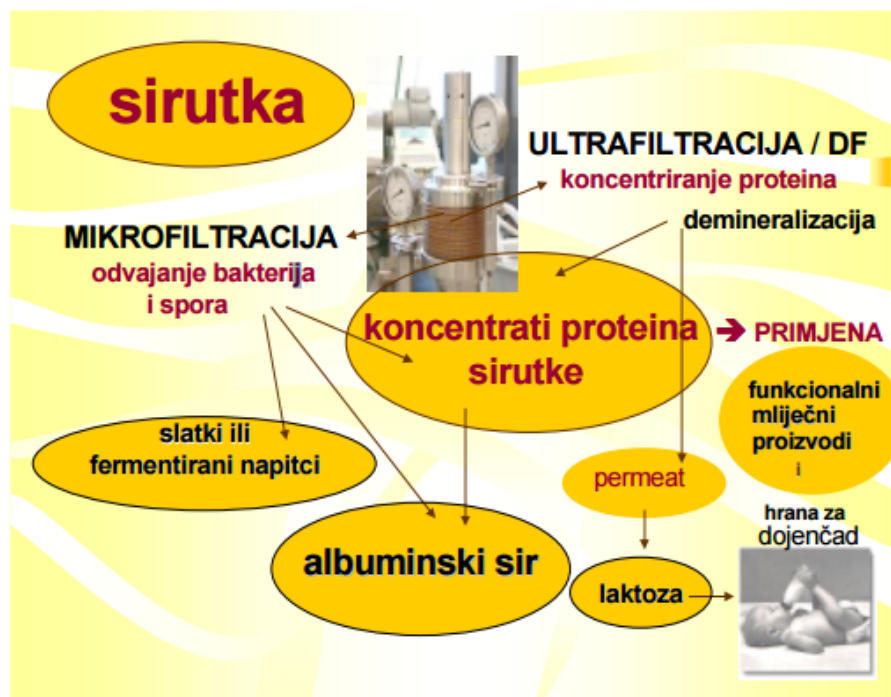 sirutka
ULTRAFILTRACIJA / DF
koncentriranje proteina
demineralizacija
MIKROFILTRACIJA
odvajanje bakterija
i spora
koncentrati proteina
sirutke
➔ PRIMJENA
funkcionalni
mliječni
proizvodi
i
hrana za
dojenčad
slatki ili
fermentirani napitci
permeat
albuminski sir
laktoza